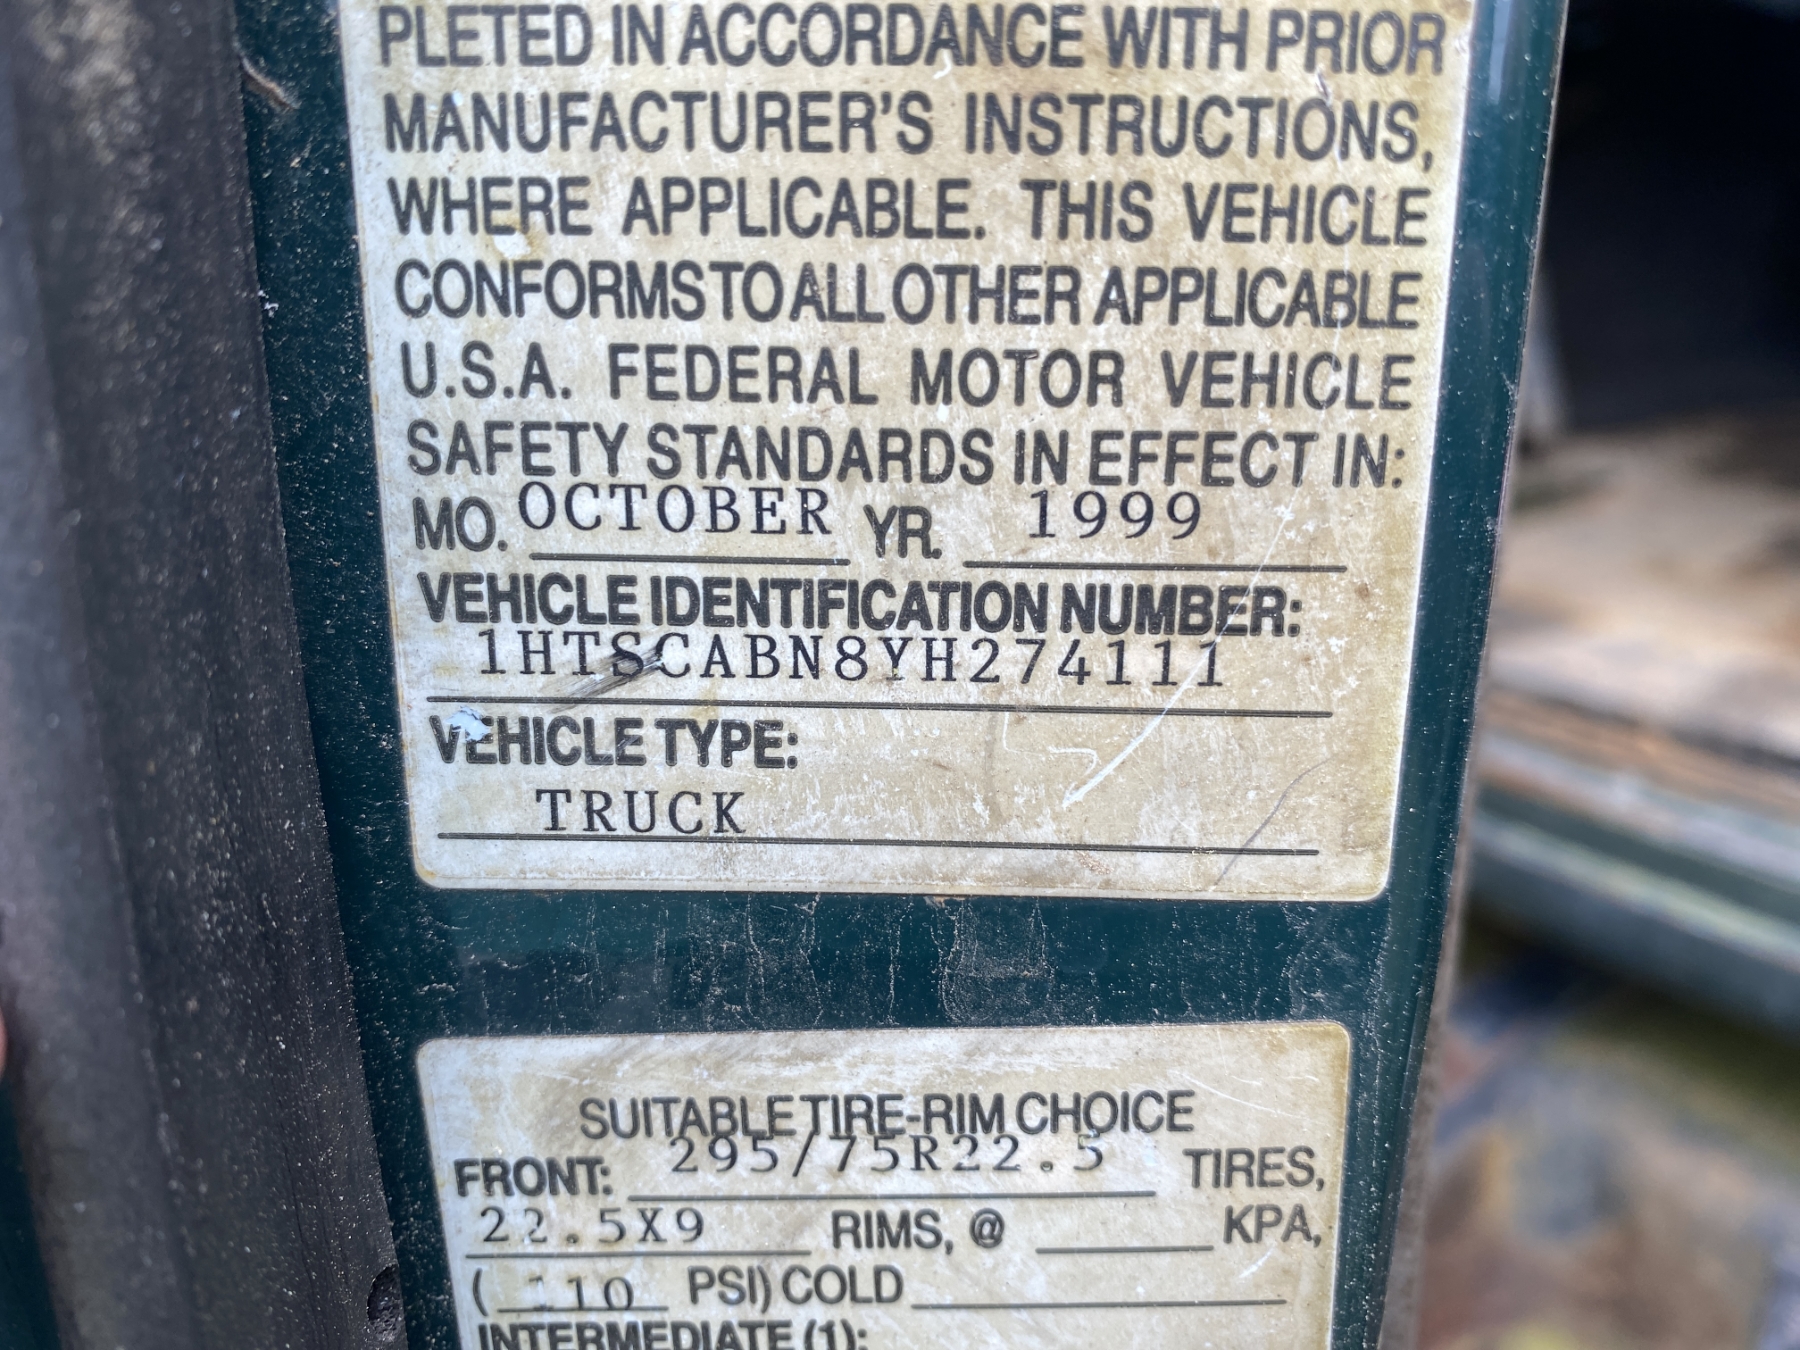 PLETED IN ACCORDANCE WITH PRIOR
MANUFACTURER'S INSTRUCTIONS,
WHERE APPLICABLE. THIS VEHICLE
CONFORMS TO ALL OTHER APPLICABLE
U.S.A. FEDERAL MOTOR VEHICLE
SAFETY STANDARDS IN EFFECT IN:
MO. OCTOBER YR. 1999
VEHICLE IDENTIFICATION NUMBER:
1HTSCABN8YH274111
VEHICLE TYPE:
TRUCK
SUITABLE TIRE-RIM CHOICE
FRONT: 295/75R22.5 TIRES,
22.5X9 RIMS, @ KPA,
( 110 PSI) COLD
INTERMEDIATE (1):